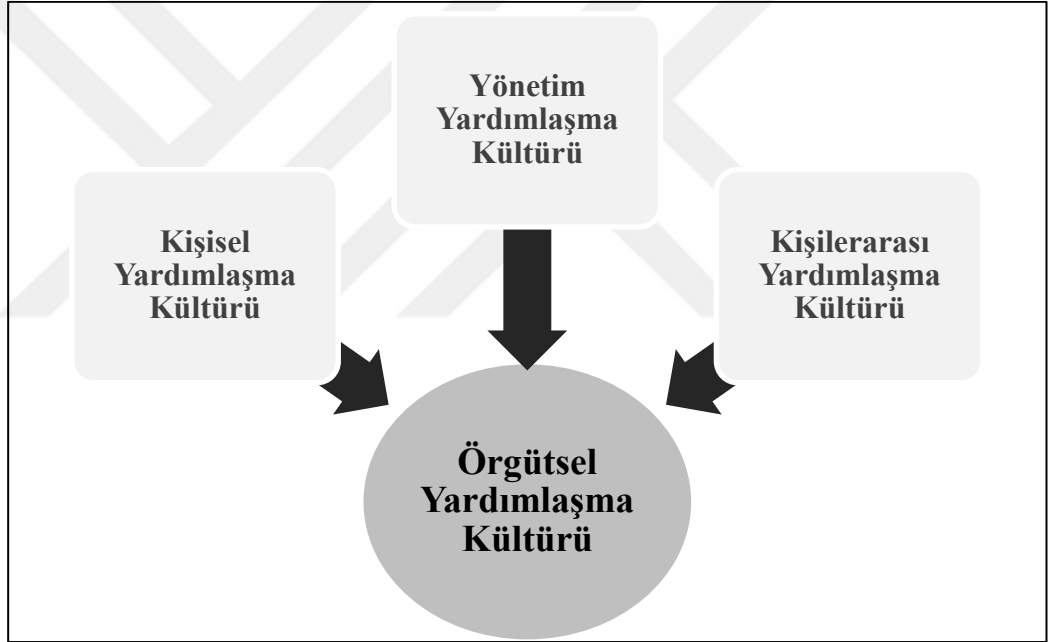 Yönetim
Yardımlaşma
Kültürü
Kişisel
Yardımlaşma
Kültürü
Kişilerarası
Yardımlaşma
Kültürü
Örgütsel
Yardımlaşma
Kültürü